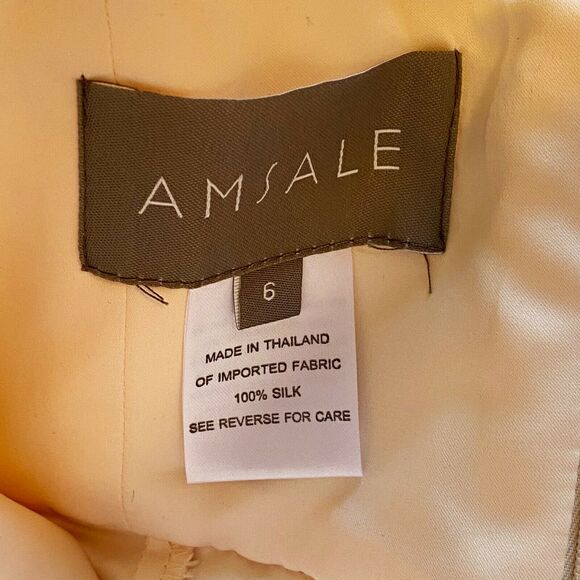 AMSALE
6
MADE IN THAILAND
OF IMPORTED FABRIC
100% SILK
SEE REVERSE FOR CARE